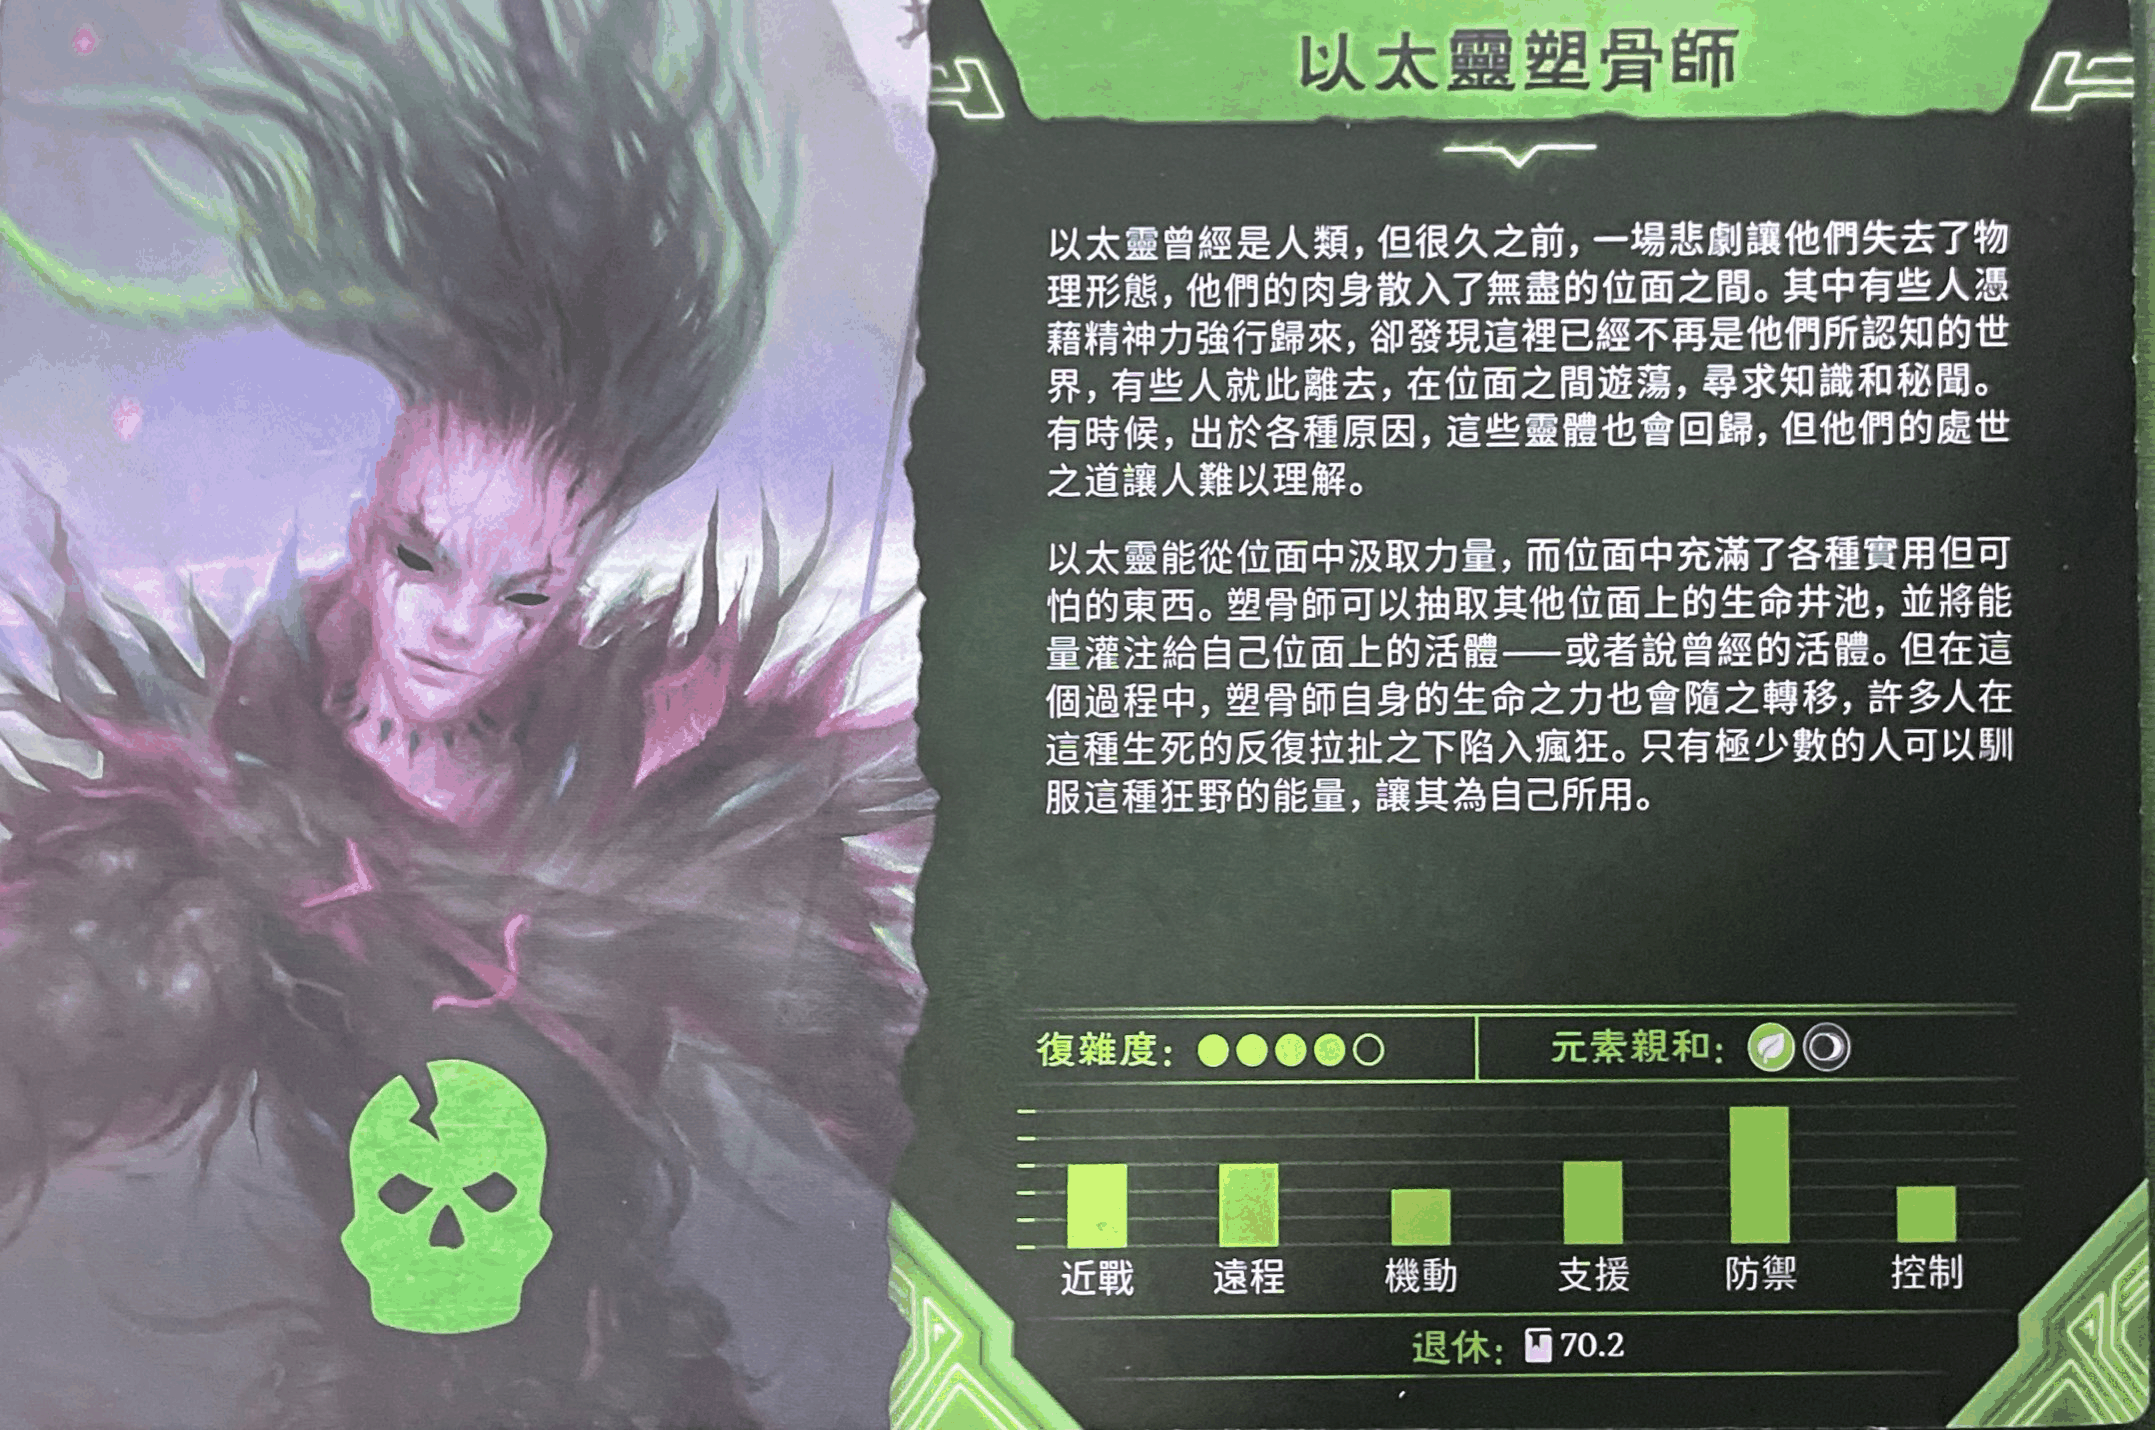 以太靈塑骨師
以太靈曾經是人類，但很久之前，一場悲劇讓他們失去了物
理形態，他們的肉身散入了無盡的位面之間。其中有些人憑
藉精神力強行歸來，卻發現這裡已經不再是他們所認知的世
界，有些人就此離去，在位面之間遊蕩，尋求知識和秘聞。
有時候，出於各種原因，這些靈體也會回歸，但他們的處世
之道讓人難以理解。
以太靈能從位面中汲取力量，而位面中充滿了各種實用但可
怕的東西。塑骨師可以抽取其他位面上的生命井池，並將能
量灌注給自己位面上的活體——或者說曾經的活體。但在這
個過程中，塑骨師自身的生命之力也會隨之轉移，許多人在
這種生死的反復拉扯之下陷入瘋狂。只有極少數的人可以馴
服這種狂野的能量，讓其為自己所用。
復雜度：
元素親和：
近戰 遠程 機動 支援 防禦 控制
退休：70.2